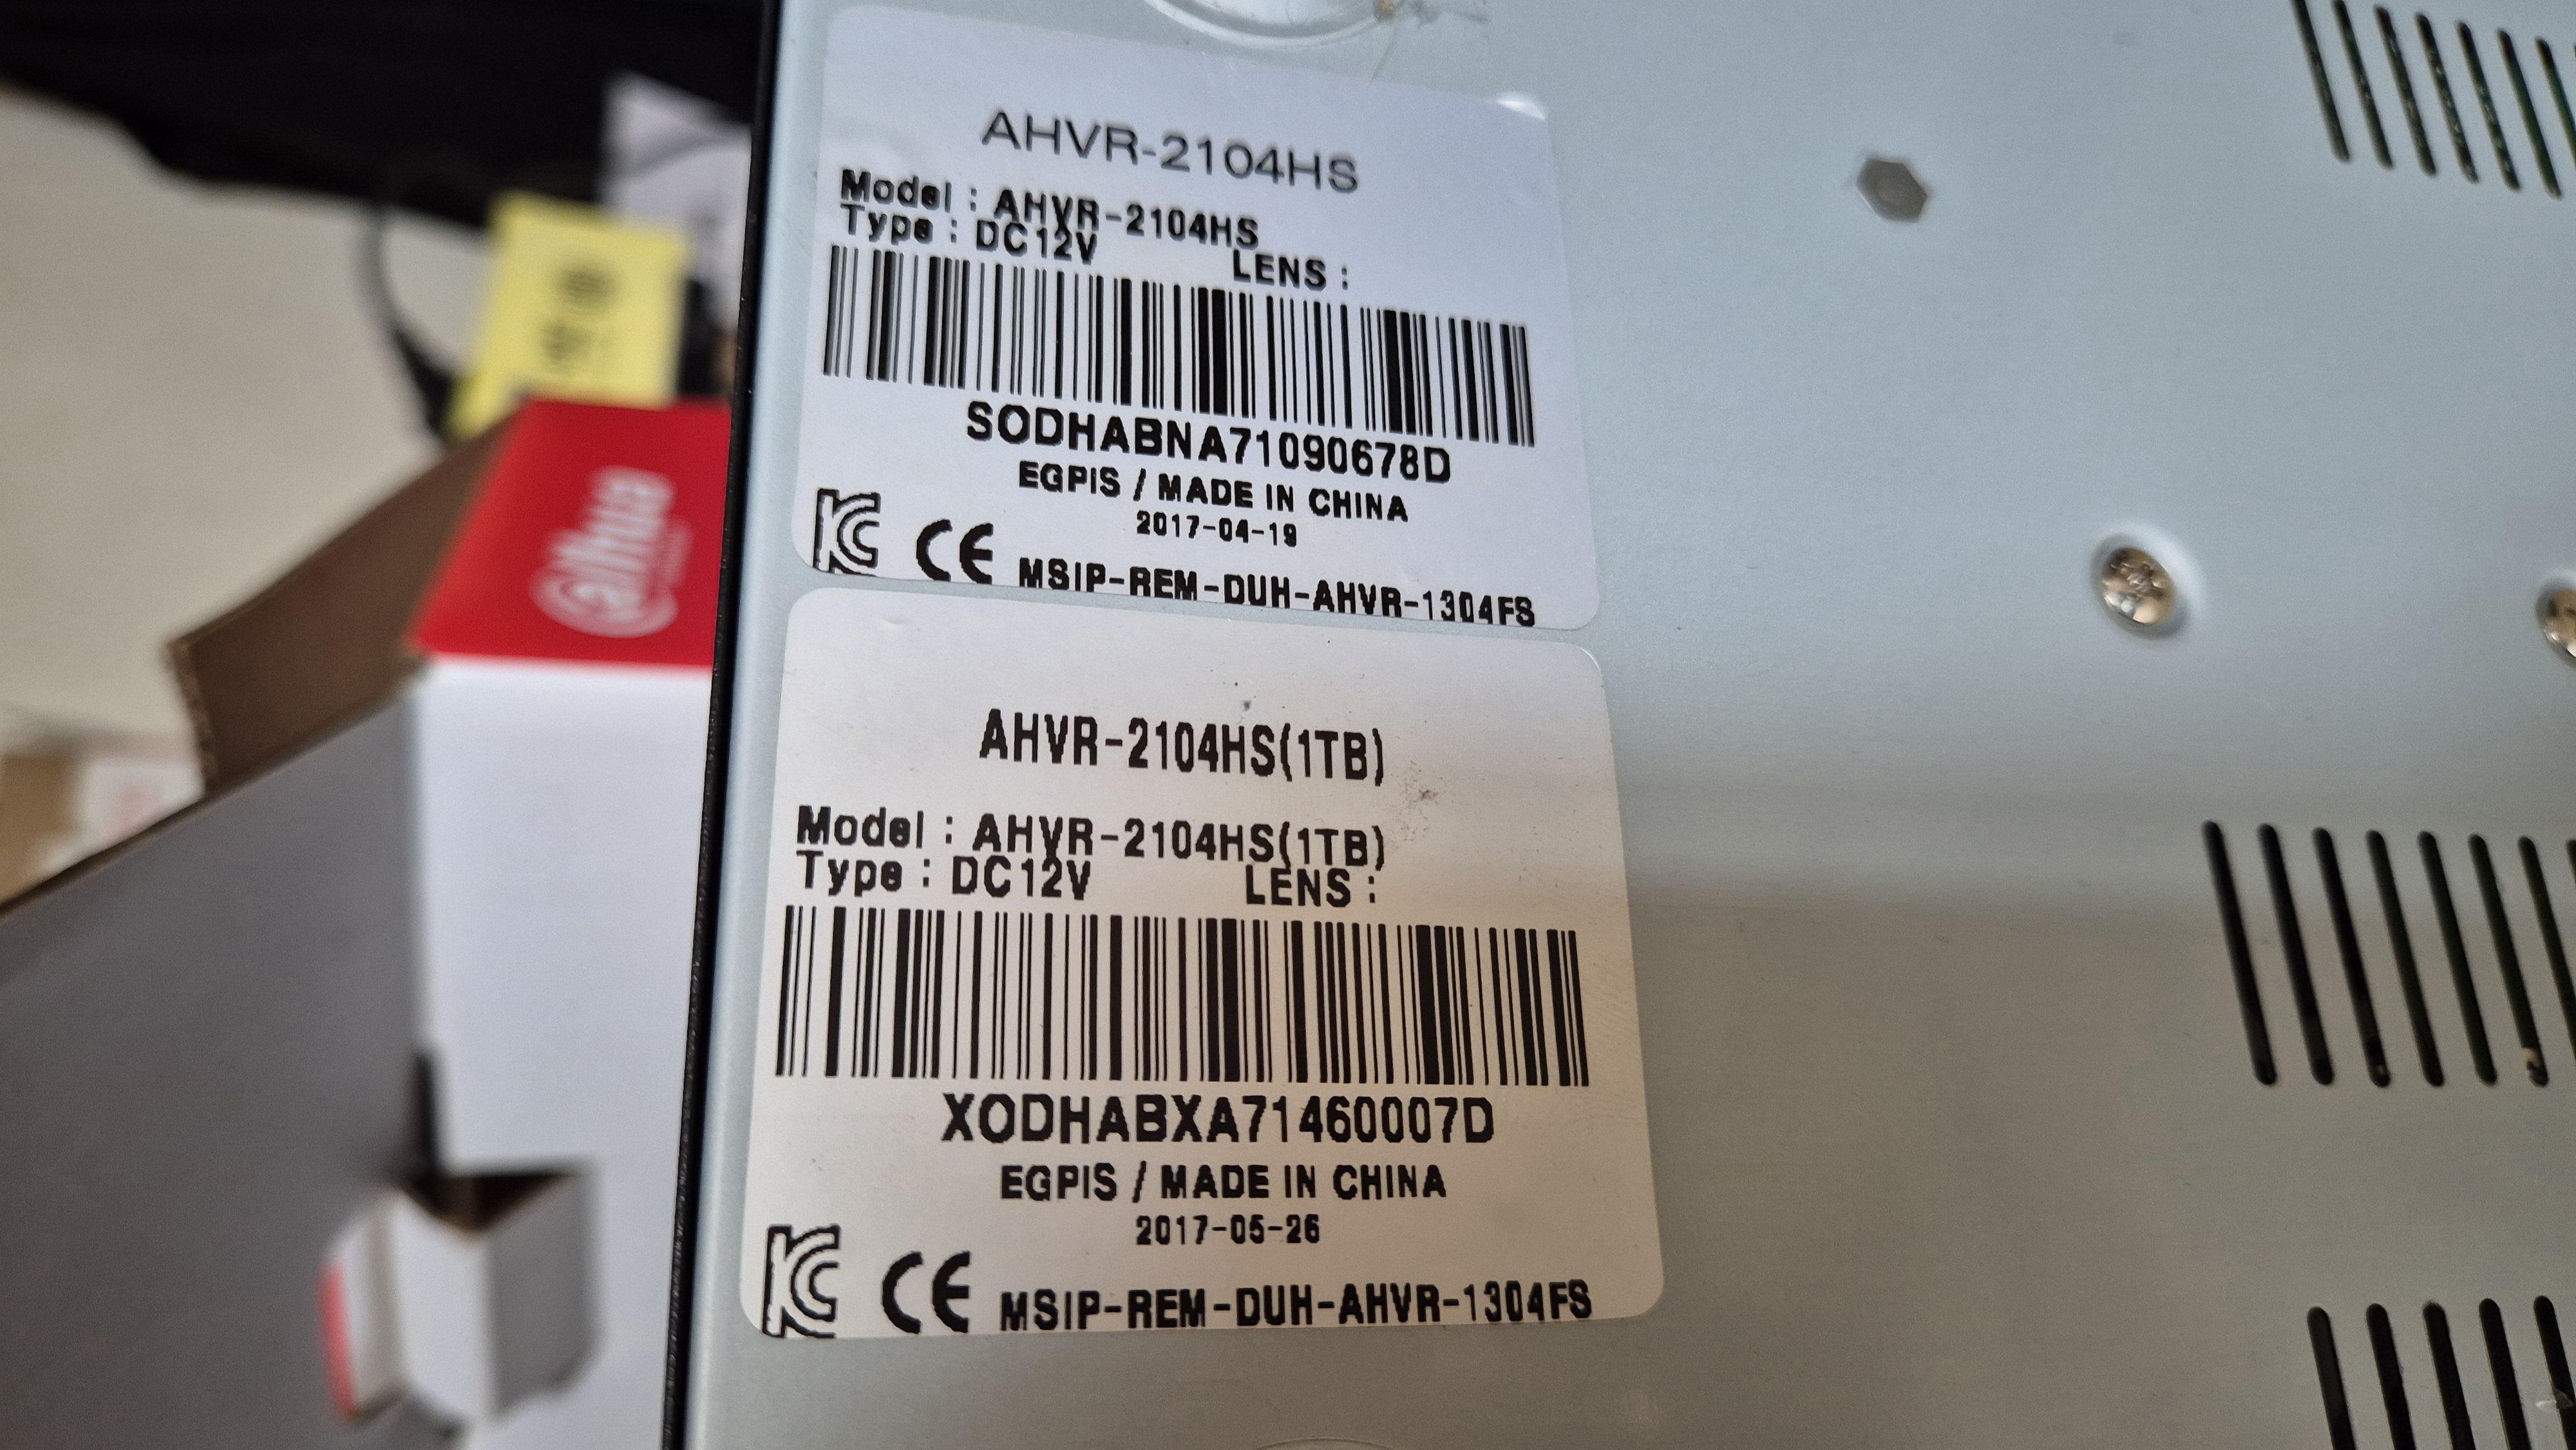 AHVR-2104HS
Model : AHVR-2104HS
Type : DC12V LENS :
SODHABNA71090678D
EGPIS / MADE IN CHINA
2017-04-19
CE MSIP-REM-DUH-AHVR-1304FS
AHVR-2104HS(1TB)
Model : AHVR-2104HS(1TB)
Type : DC12V LENS :
XODHABXA71460007D
EGPIS / MADE IN CHINA
2017-05-26
CE MSIP-REM-DUH-AHVR-1304FS
alhua